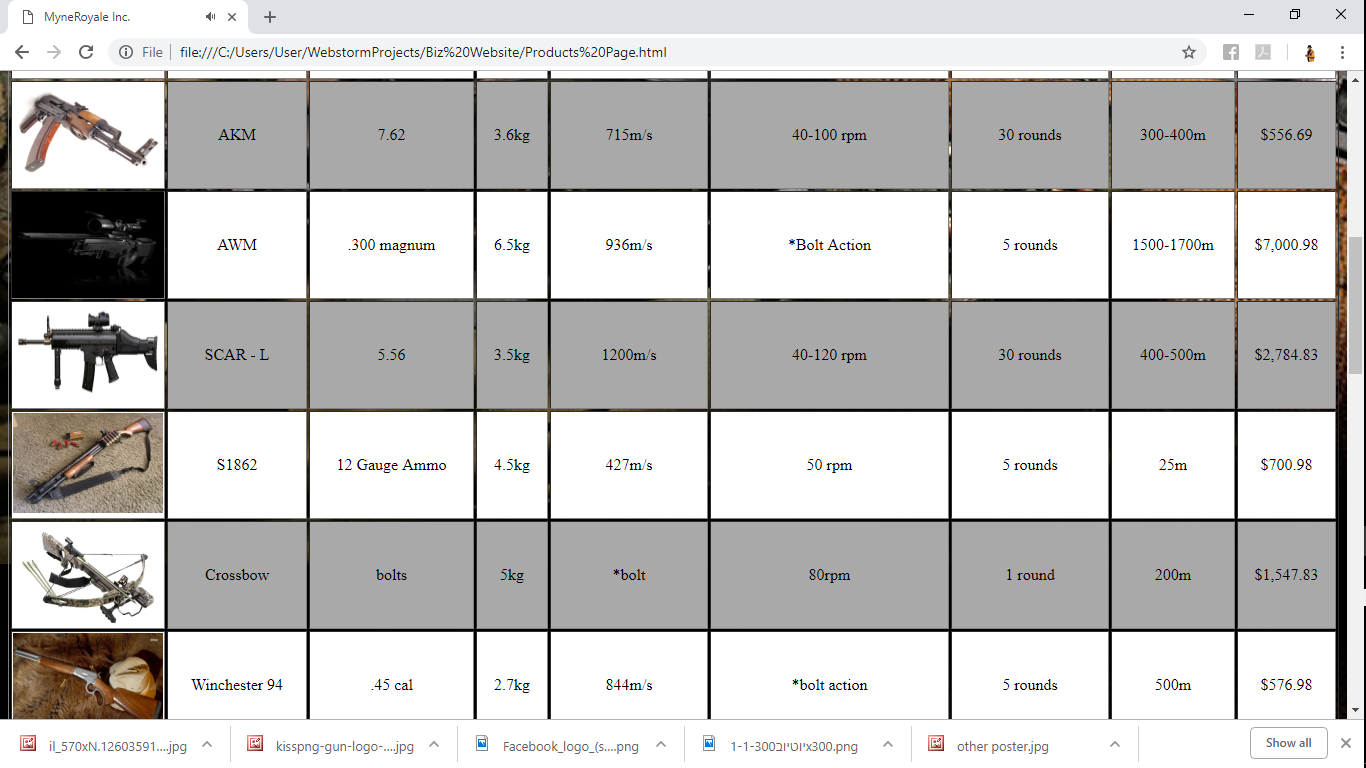 MyneRoyale Inc.
File
file:///C:/Users/User/WebstormProjects/Biz%20Website/Products%20Page.html
AKM 7.62 3.6kg 715m/s 40-100 rpm 30 rounds 300-400m $556.69
AWM .300 magnum 6.5kg 936m/s *Bolt Action 5 rounds 1500-1700m $7,000.98
SCAR - L 5.56 3.5kg 1200m/s 40-120 rpm 30 rounds 400-500m $2,784.83
S1862 12 Gauge Ammo 4.5kg 427m/s 50 rpm 5 rounds 25m $700.98
Crossbow bolts 5kg *bolt 80rpm 1 round 200m $1,547.83
Winchester 94 .45 cal 2.7kg 844m/s *bolt action 5 rounds 500m $576.98
il_570xN.12603591....jpg kisspng-gun-logo-....jpg Facebook_logo_(s....png 1-1-300יוטיובx300.png other poster.jpg Show all